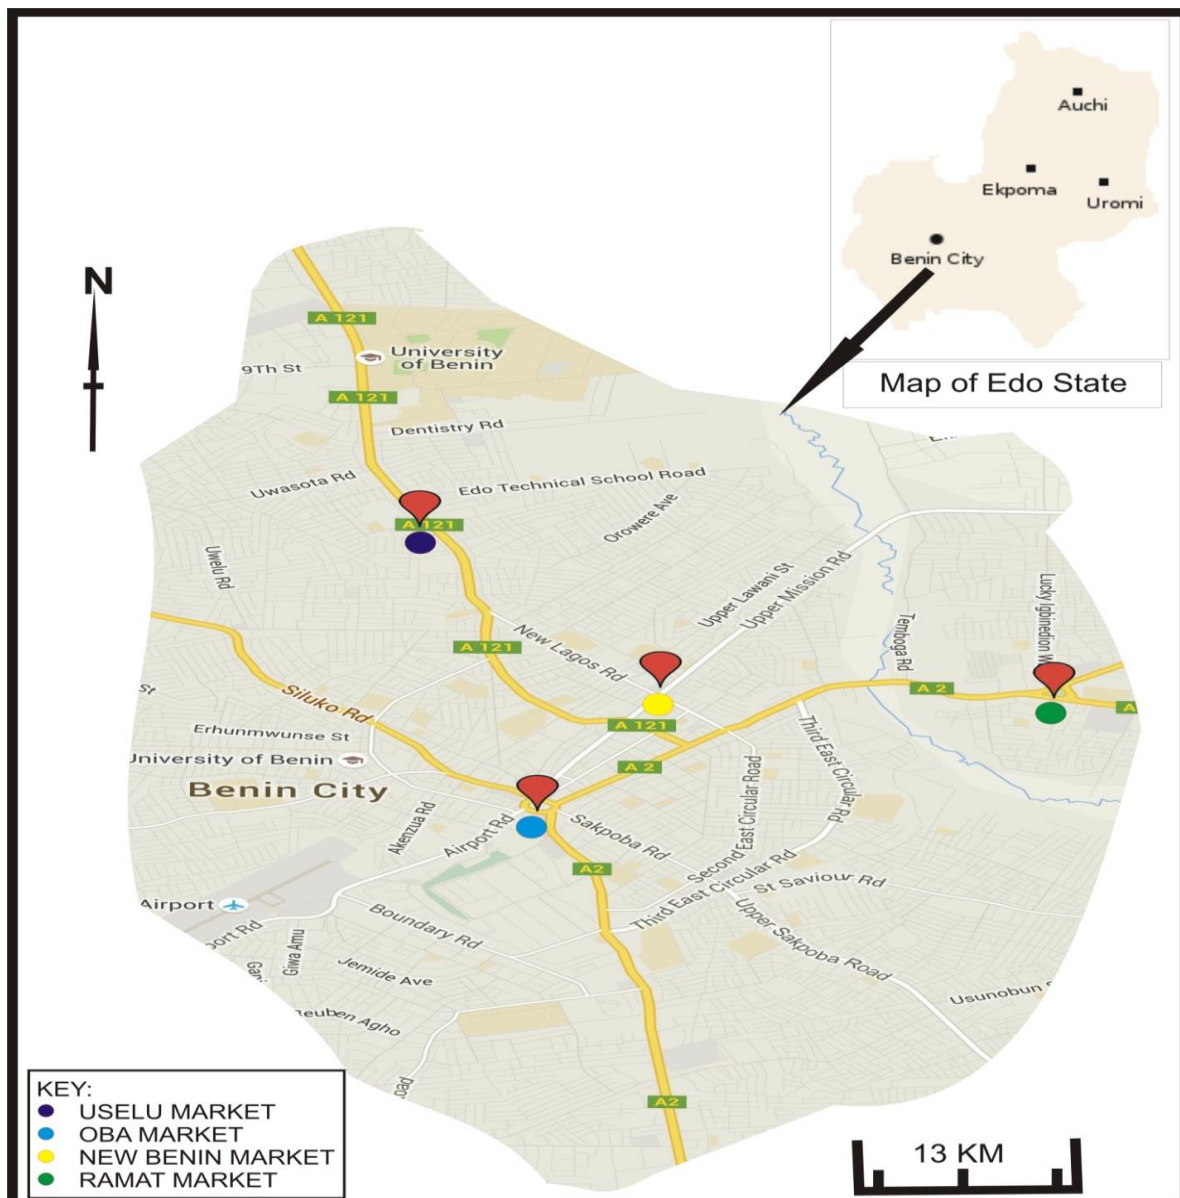 Auchi
Ekpoma
Uromi
Benin City
Map of Edo State
N
A 121
University
of Benin
9Th St
A 121
Dentistry Rd
Uwasota Rd
Edo Technical School Road
A 121
Orowere Ave
Uwelu Rd
Upper Lawani St
Upper Mission Rd
Lucky Igbinedion W
Temboga Rd
New Lagos Rd
A 121
St
Siluko Rd
A 2
A
Erhunmwunse St
A 121
Third East Circular Rd
University of Benin
A 2
Benin City
Second East Circular Road
Akenzua Rd
Airport Rd
Sakpoba Rd
A2
Third East Circular Rd
St Saviour Rd
Airport
port Rd
Boundary Rd
Upper Sakpoba Road
Giwa Amu
Jemide Ave
Usunobun
Reuben Agho
oad
A2
KEY:
USELU MARKET
OBA MARKET
NEW BENIN MARKET
RAMAT MARKET
13 KM